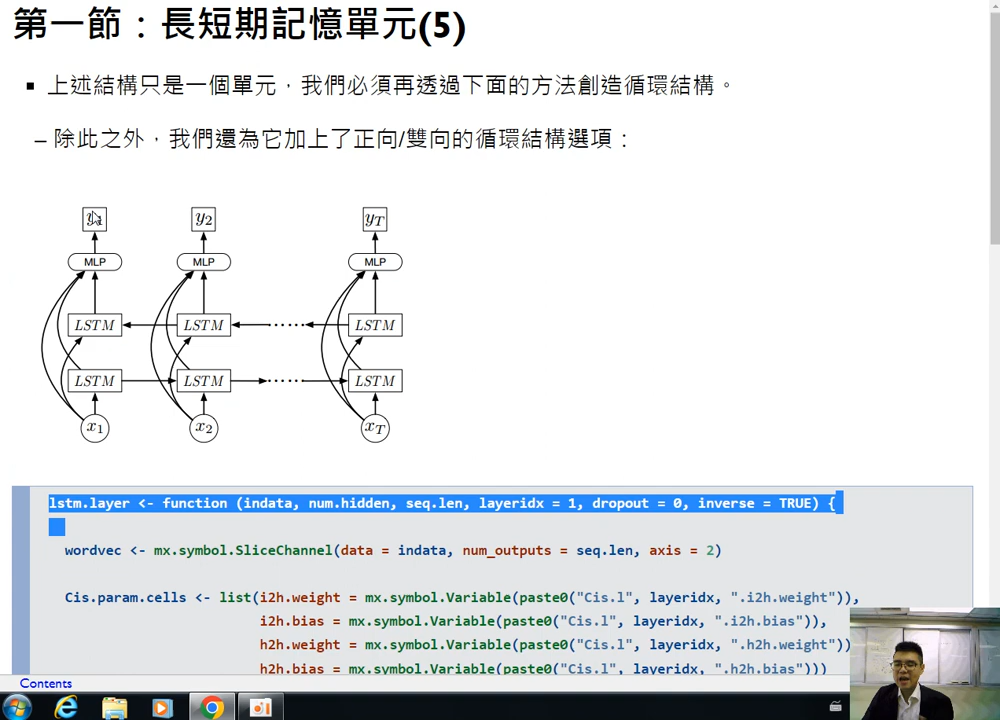 第一節：長短期記憶單元(5)
▪ 上述結構只是一個單元，我們必須再透過下面的方法創造循環結構。
– 除此之外，我們還為它加上了正向/雙向的循環結構選項：
y1 y2 yT
MLP MLP MLP
LSTM LSTM ...... LSTM
LSTM LSTM ...... LSTM
x1 x2 xT
lstm.layer <- function (indata, num.hidden, seq.len, layeridx = 1, dropout = 0, inverse = TRUE) {
wordvec <- mx.symbol.SliceChannel(data = indata, num_outputs = seq.len, axis = 2)
Cis.param.cells <- list(i2h.weight = mx.symbol.Variable(paste0("Cis.l", layeridx, ".i2h.weight")),
i2h.bias = mx.symbol.Variable(paste0("Cis.l", layeridx, ".i2h.bias")),
h2h.weight = mx.symbol.Variable(paste0("Cis.l", layeridx, ".h2h.weight"))
h2h.bias = mx.symbol.Variable(paste0("Cis.l", layeridx, ".h2h.bias")))
Contents